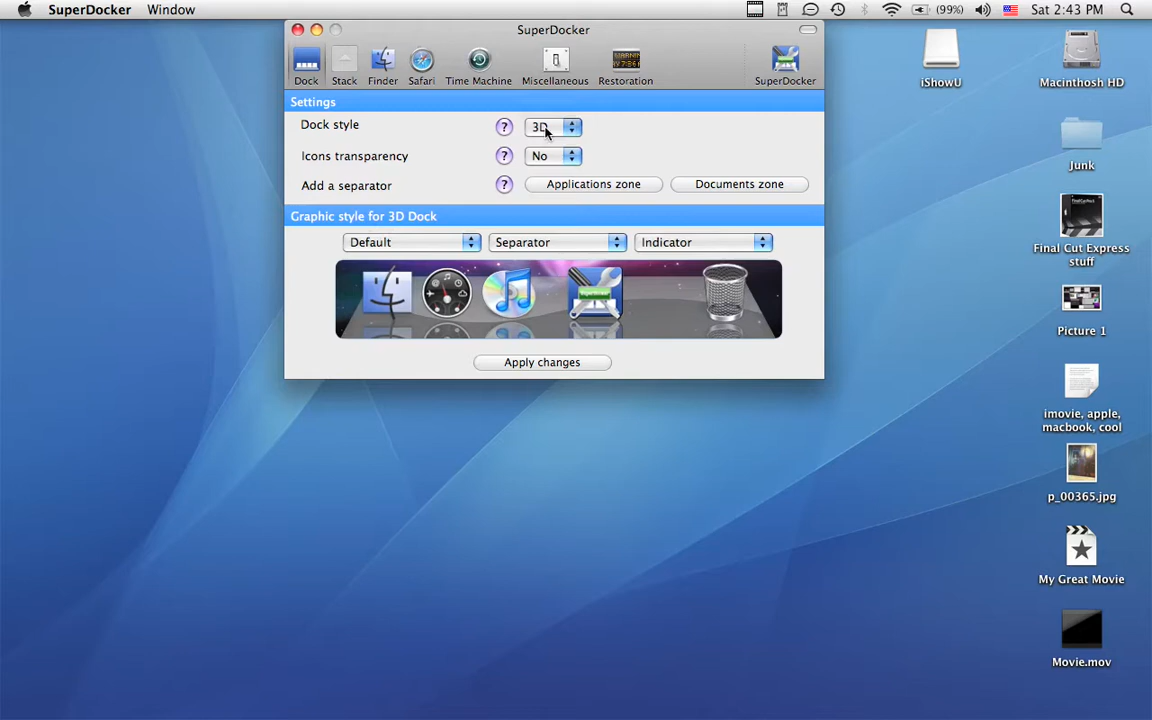 SuperDocker Window (99%) Sat 2:43 PM
SuperDocker
Dock Stack Finder Safari Time Machine Miscellaneous Restoration SuperDocker
Settings
Dock style ? 3D
Icons transparency ? No
Add a separator ? Applications zone Documents zone
Graphic style for 3D Dock
Default Separator Indicator
Apply changes
iShowU
Macinthosh HD
Junk
Final Cut Express
stuff
Picture 1
imovie, apple,
macbook, cool
p_00365.jpg
My Great Movie
Movie.mov